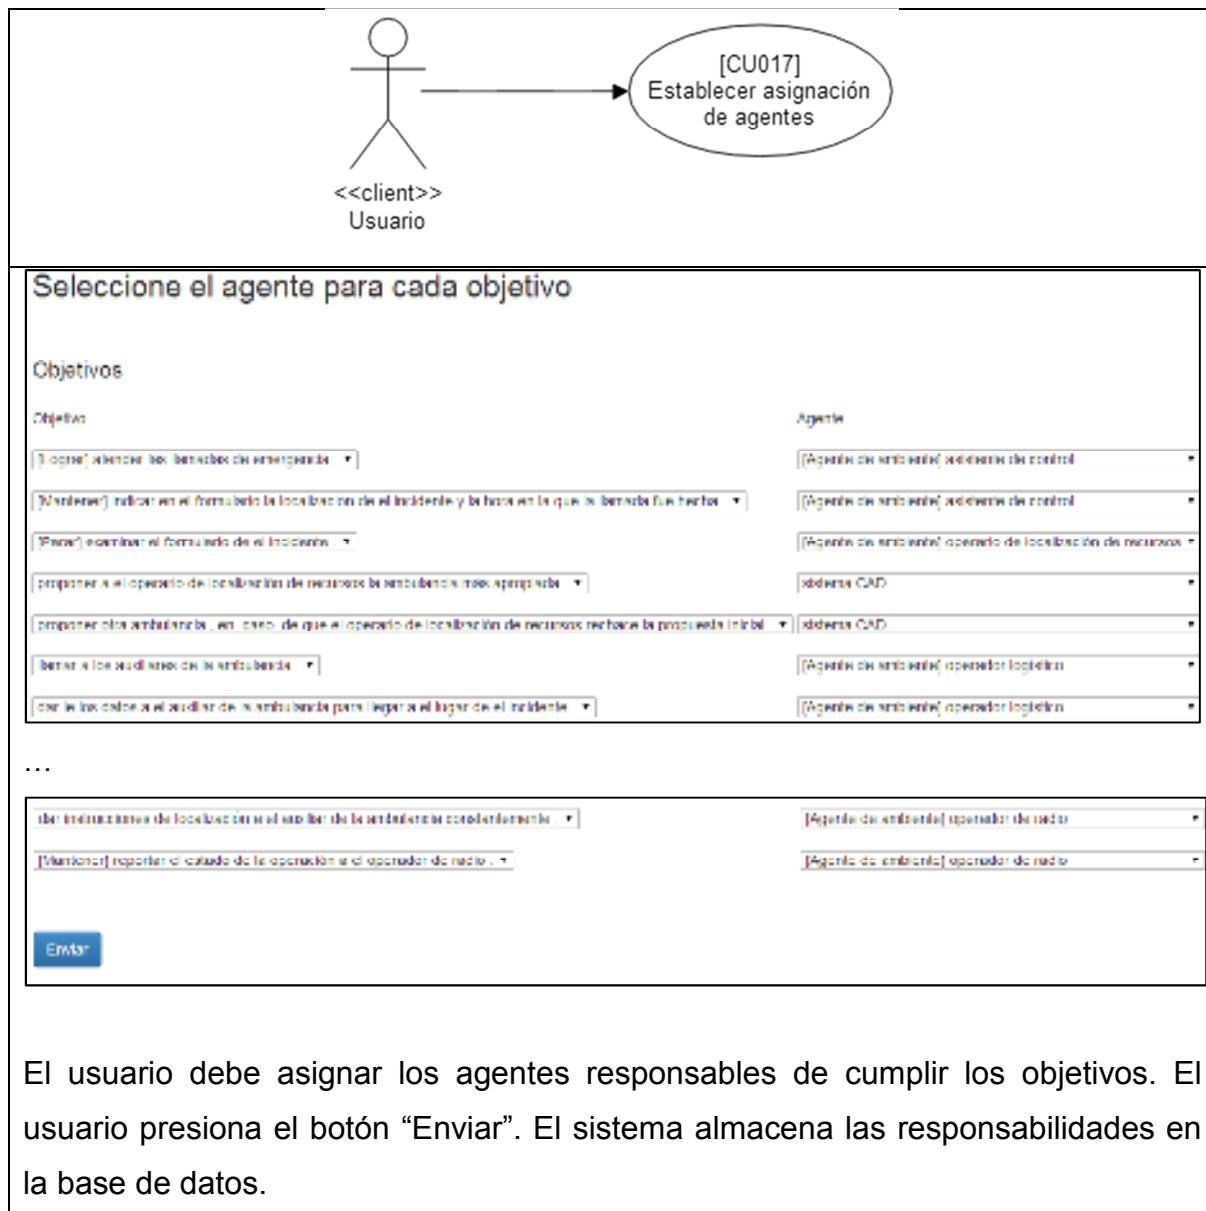 [CU017]
Establecer asignación
de agentes
<<client>>
Usuario
Seleccione el agente para cada objetivo
Objetivos
Objetivo Agente
[Lograr] atender las llamadas de emergencia [Agente de ambiente] asistente de control
[Mantener] indicar en el formulario la localización de el incidente y la hora en la que la llamada fue hecha [Agente de ambiente] asistente de control
[Parar] examinar el formulario de el incidente . [Agente de ambiente] operario de localización de recursos
proponer a el operario de localización de recursos la ambulancia mas apropiada sistema CAD
proponer otra ambulancia , en caso de que el operario de localización de recursos rechace la propuesta inicial sistema CAD
llamar a los auxiliares de la ambulancia [Agente de ambiente] operador logístico
dar le los datos a el auxiliar de la ambulancia para llegar a el lugar de el incidente [Agente de ambiente] operador logístico
…
dar instrucciones de localización a el auxiliar de la ambulancia constantemente . [Agente de ambiente] operador de radio
[Mantener] reportar el estado de la operación a el operador de radio . [Agente de ambiente] operador de radio
Enviar
El usuario debe asignar los agentes responsables de cumplir los objetivos. El
usuario presiona el botón “Enviar”. El sistema almacena las responsabilidades en
la base de datos.